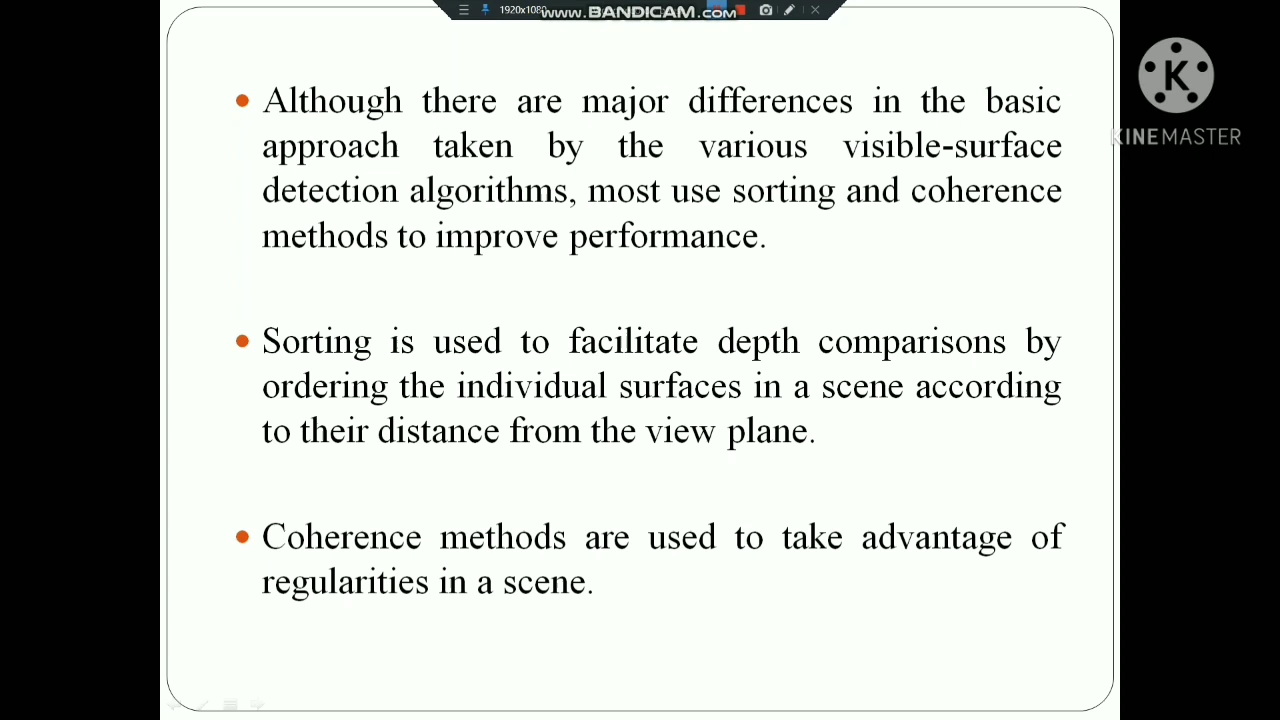 1920x1080
www.BANDICAM.com
K
KINEMASTER
Although there are major differences in the basic
approach taken by the various visible-surface
detection algorithms, most use sorting and coherence
methods to improve performance.
Sorting is used to facilitate depth comparisons by
ordering the individual surfaces in a scene according
to their distance from the view plane.
Coherence methods are used to take advantage of
regularities in a scene.